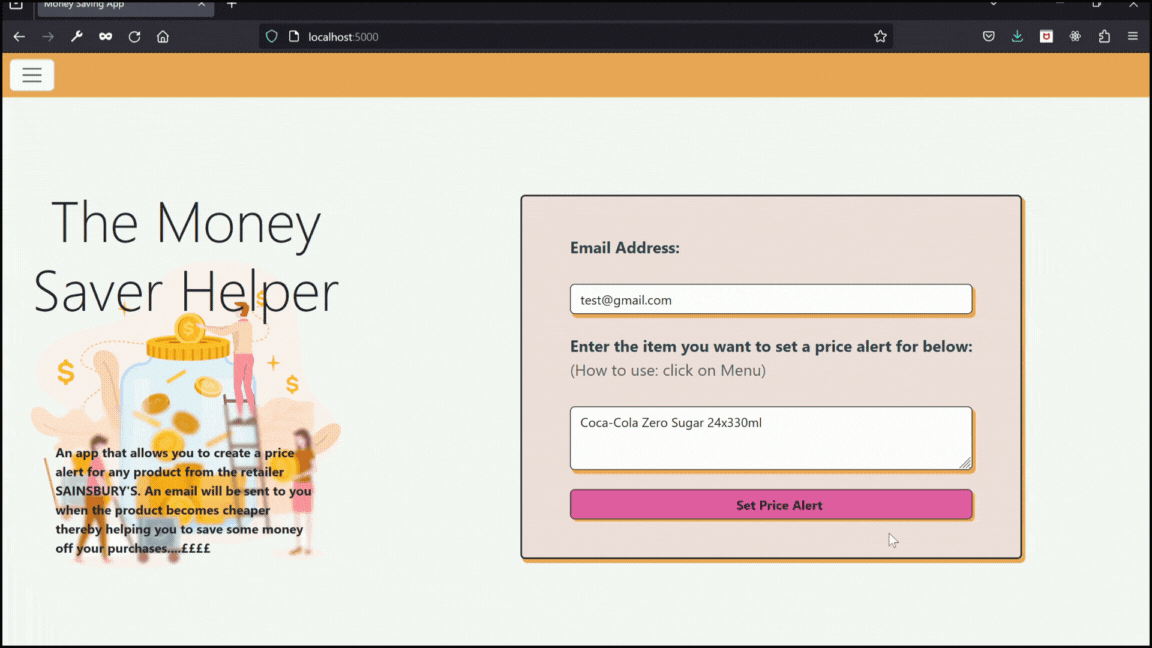 Money Saving App
localhost:5000
The Money
Saver Helper
An app that allows you to create a price
alert for any product from the retailer
SAINSBURY'S. An email will be sent to you
when the product becomes cheaper
thereby helping you to save some money
off your purchases....££££
Email Address:
test@gmail.com
Enter the item you want to set a price alert for below:
(How to use: click on Menu)
Coca-Cola Zero Sugar 24x330ml
Set Price Alert